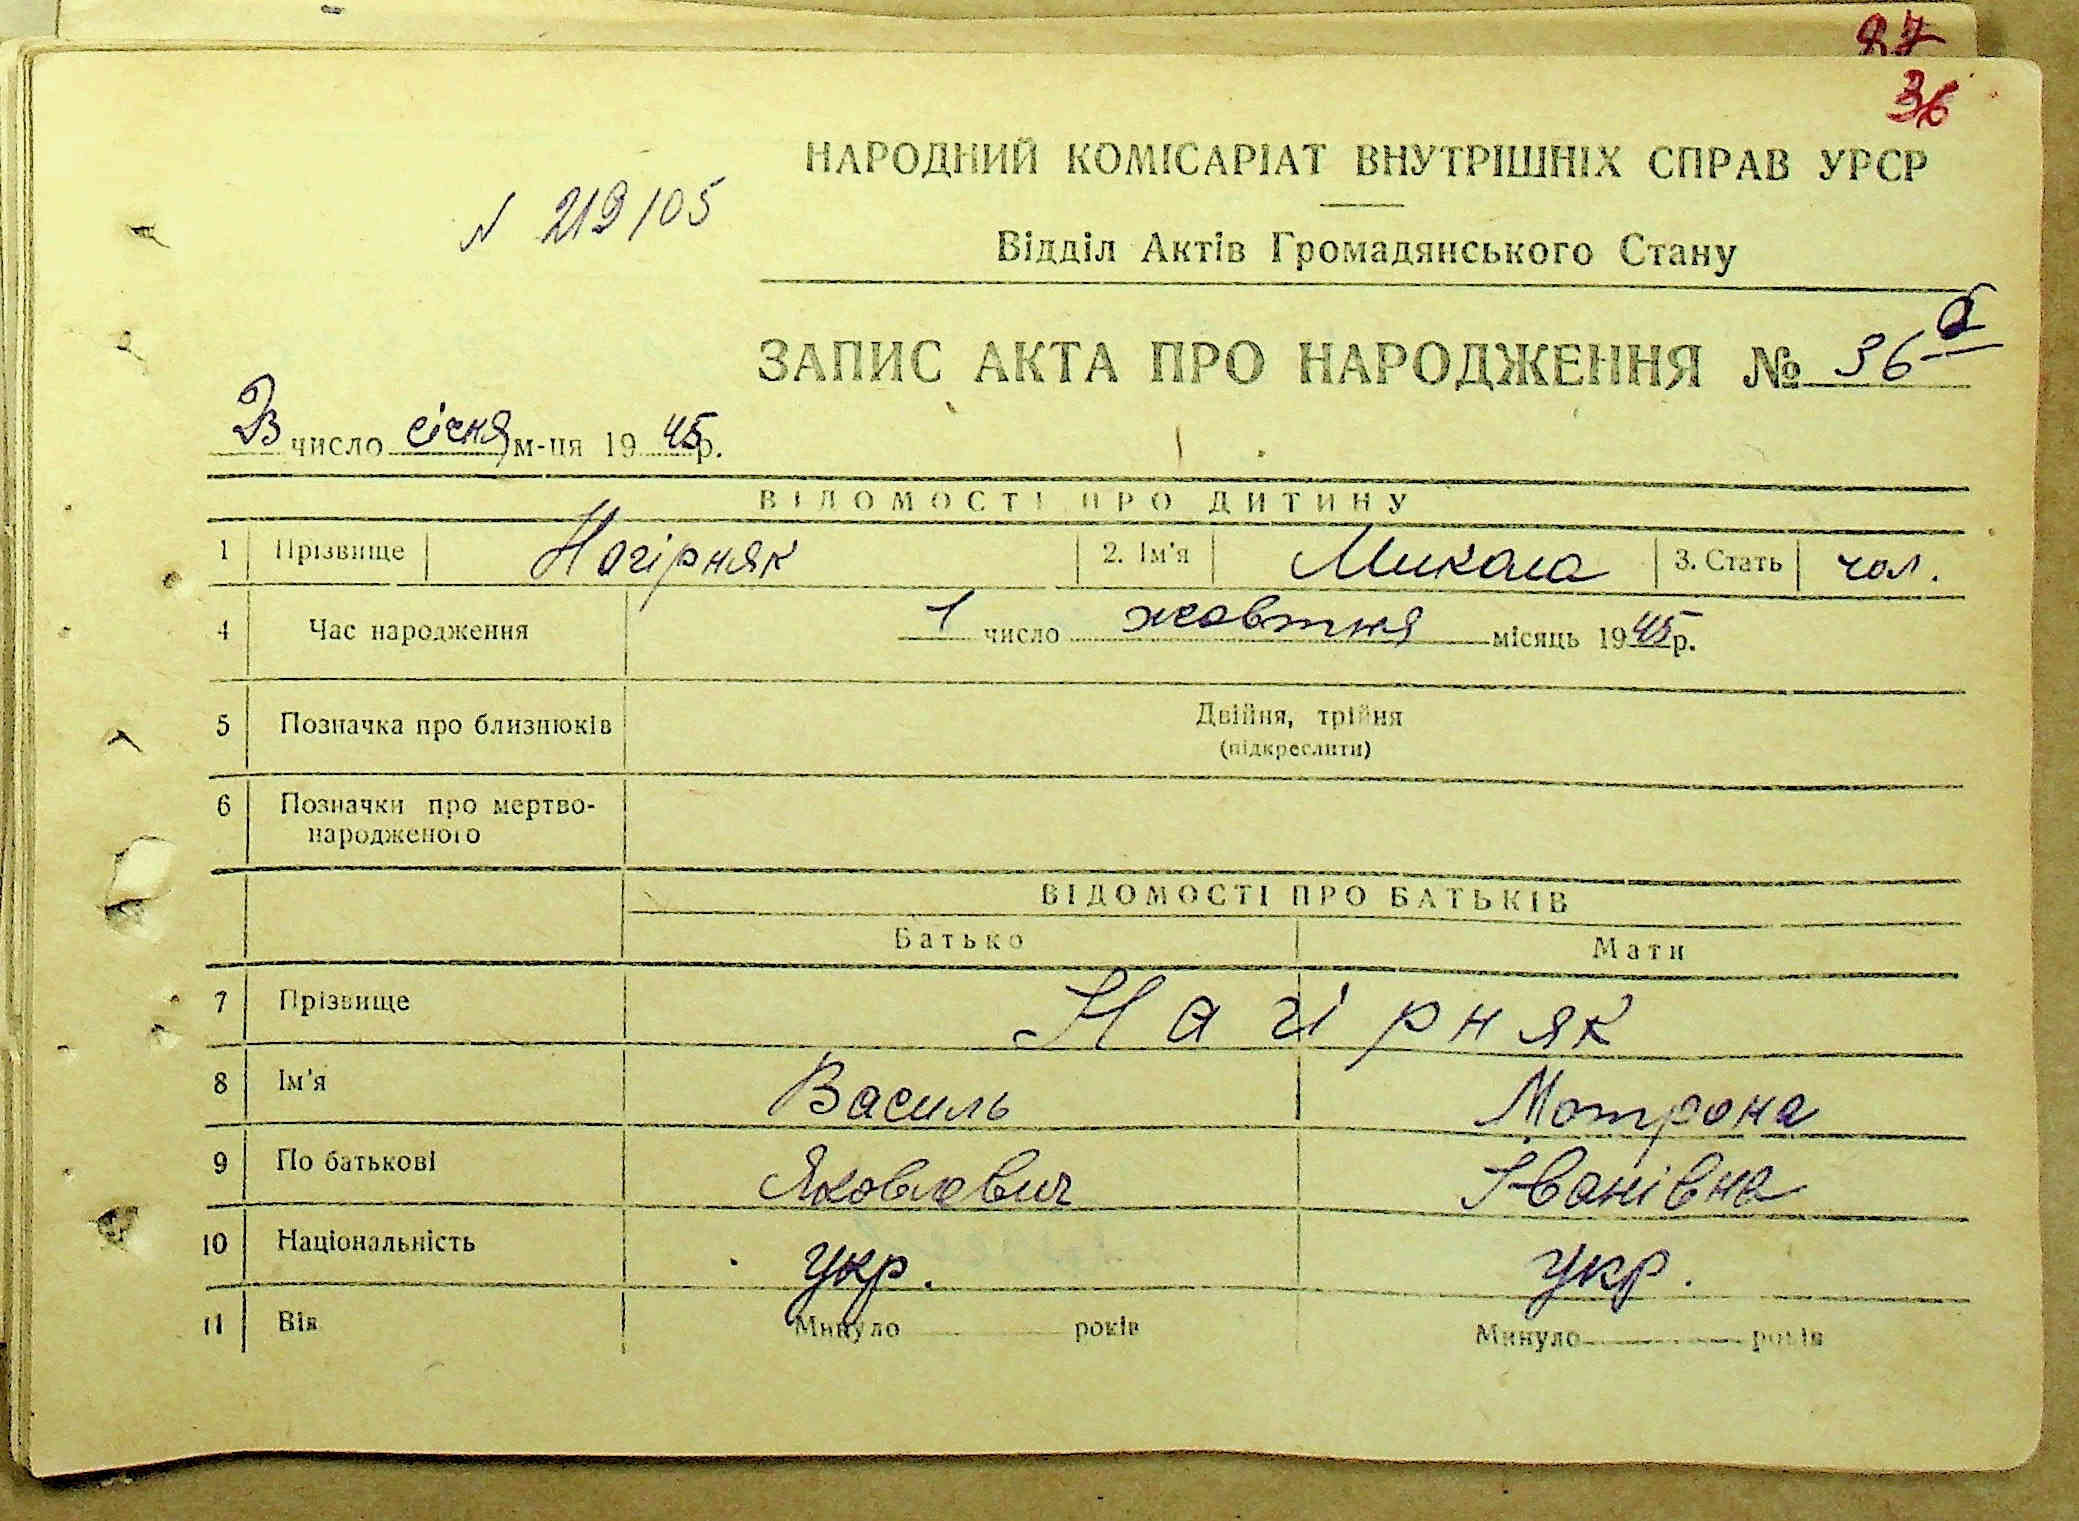 27
36
НАРОДНИЙ КОМІСАРІАТ ВНУТРІШНІХ СПРАВ УРСР
N 219/05
Відділ Актів Громадянського Стану
ЗАПИС АКТА ПРО НАРОДЖЕННЯ № 36 б
23 число січня м-ця 1945 р.
ВІДОМОСТІ ПРО ДИТИНУ
1 Прізвище Нагірняк 2. Ім'я Микола 3. Стать чол.
4 Час народження 1 число жовтня місяць 1945 р.
5 Позначка про близнюків Двійня, трійня
(підкреслити)
6 Позначки про мертво-
народженого
ВІДОМОСТІ ПРО БАТЬКІВ
Батько Мати
7 Прізвище Нагірняк
8 Ім'я Василь Мотрона
9 По батькові Яковлевич Іванівна
10 Національність укр. укр.
11 Вік Минуло років Минуло років